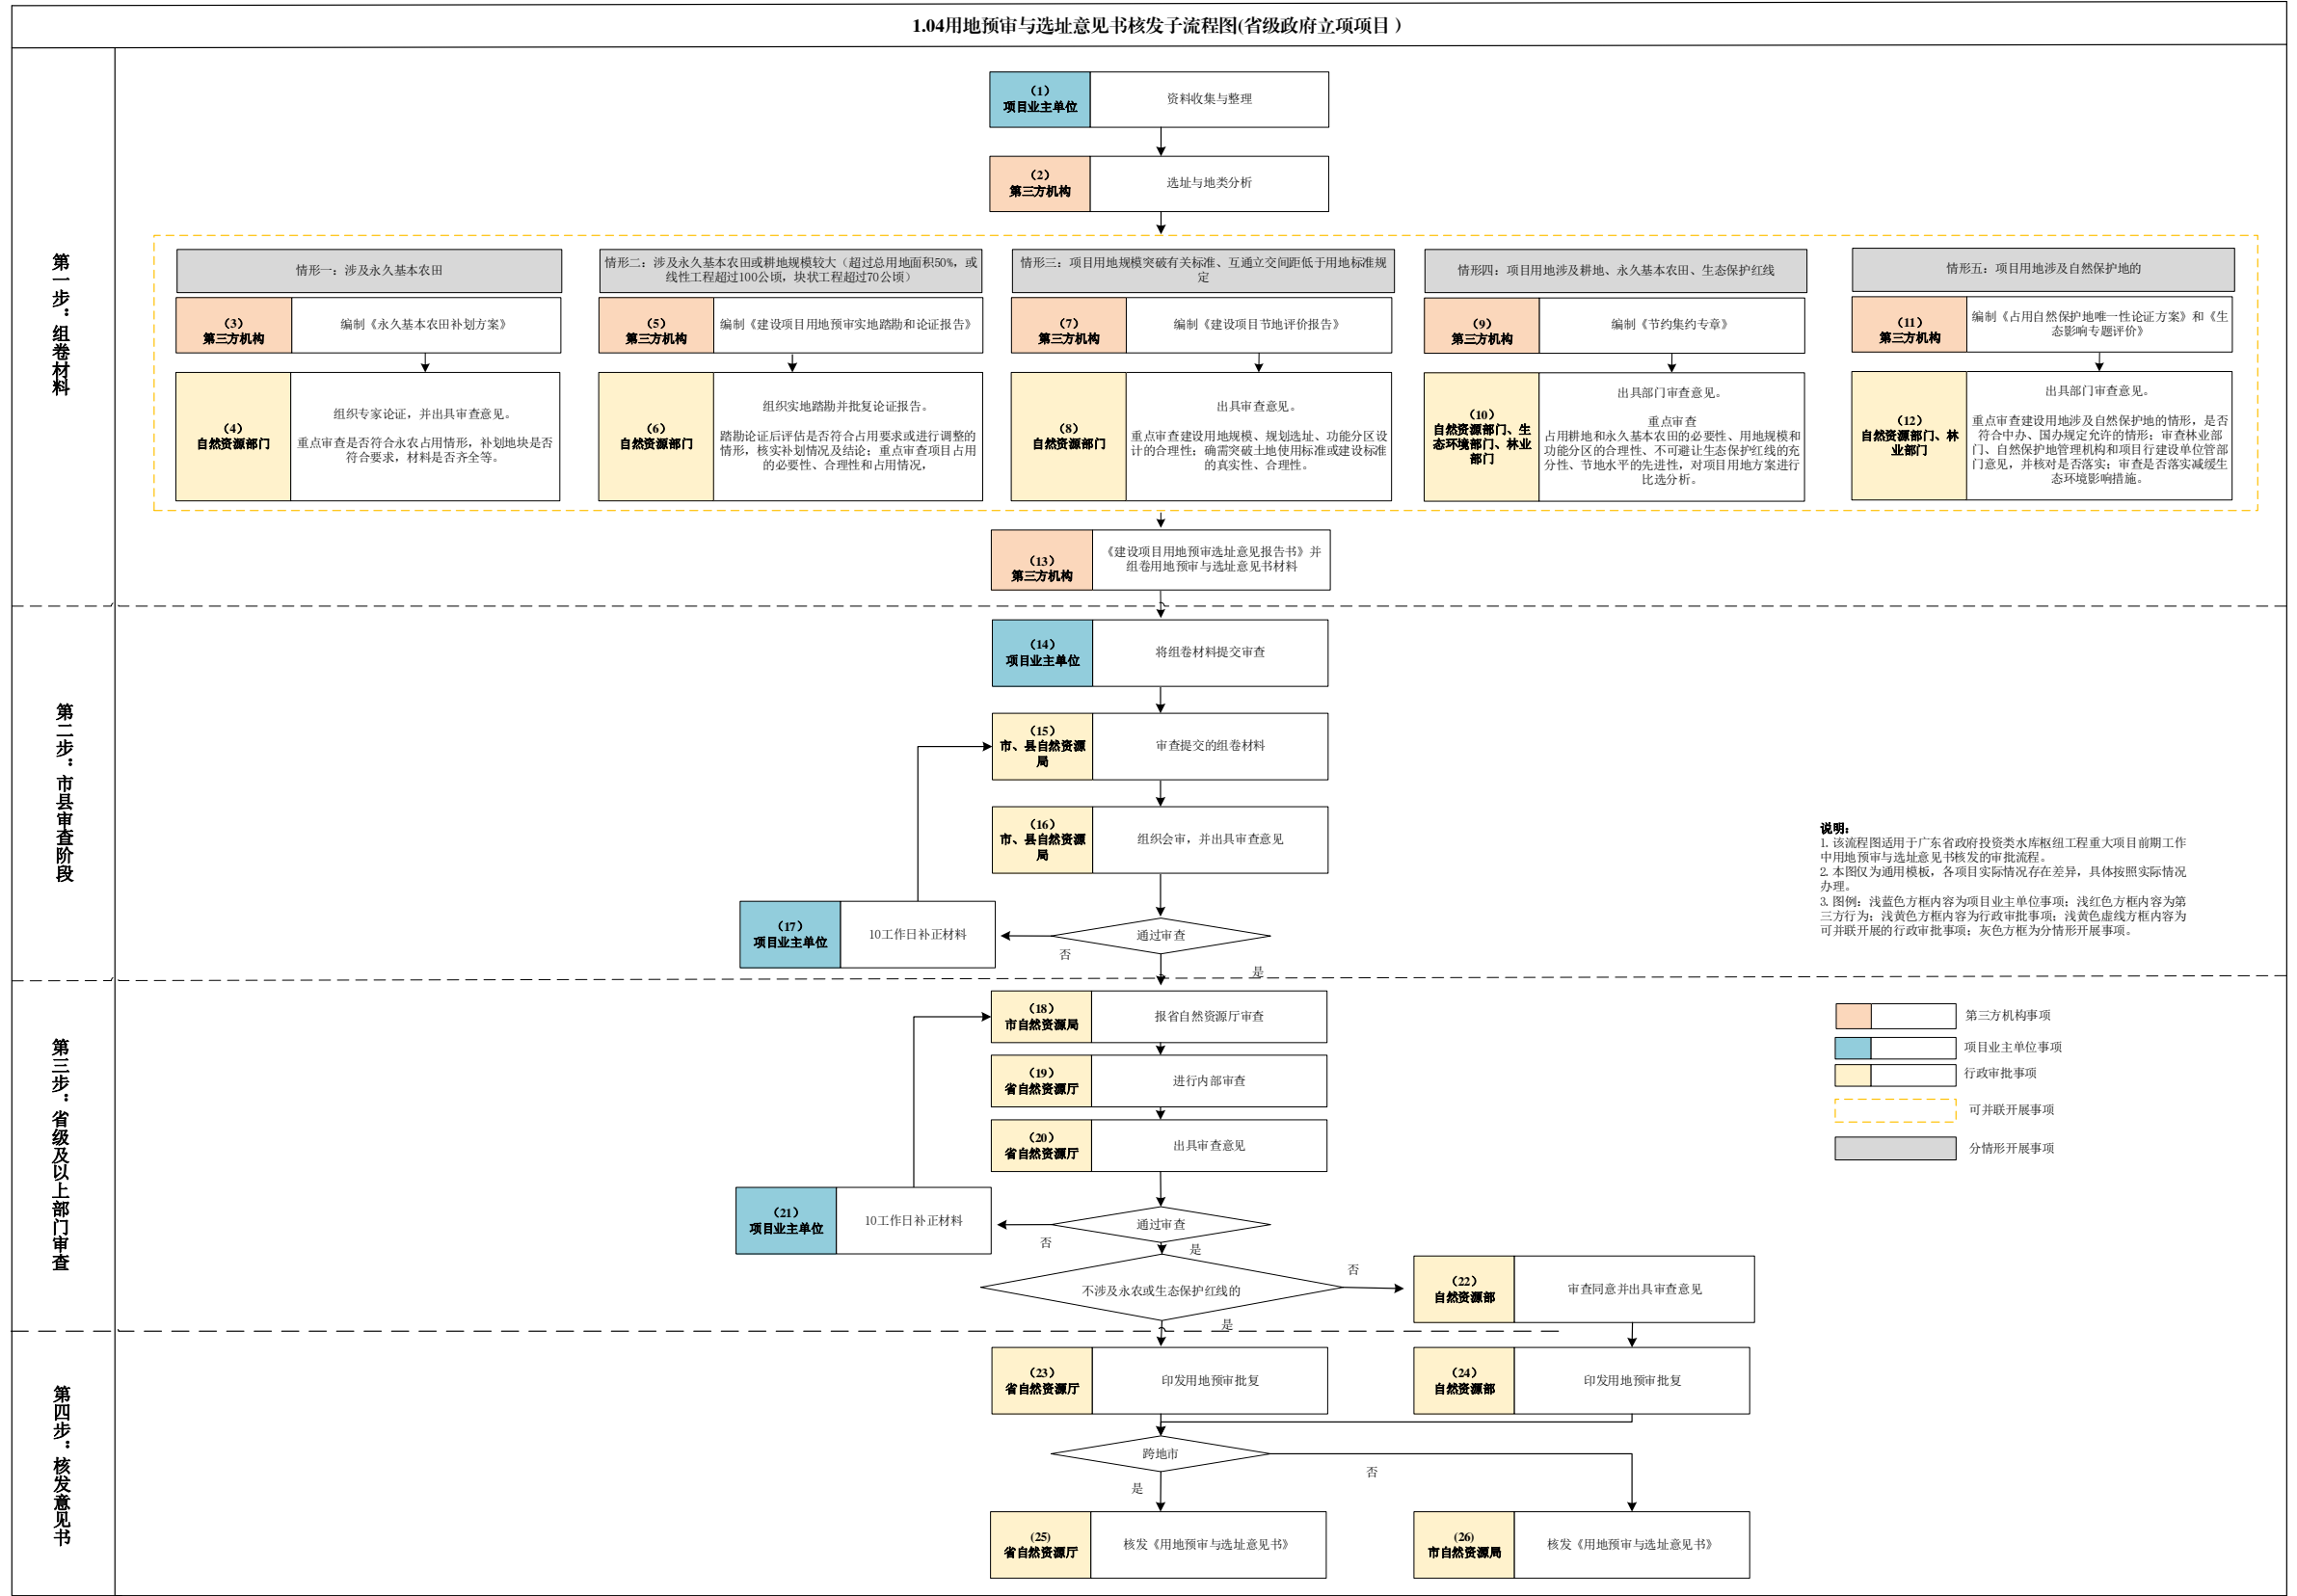 1.04用地预审与选址意见书核发子流程图(省级政府立项项目）
第一步：组卷材料
（1）
项目业主单位
资料收集与整理
（2）
第三方机构
选址与地类分析
情形一：涉及永久基本农田
（3）
第三方机构
编制《永久基本农田补划方案》
（4）
自然资源部门
组织专家论证，并出具审查意见。
重点审查是否符合永农占用情形，补划地块是否
符合要求，材料是否齐全等。
情形二：涉及永久基本农田或耕地规模较大（超过总用地面积50%，或
线性工程超过100公顷，块状工程超过70公顷）
（5）
第三方机构
编制《建设项目用地预审实地踏勘和论证报告》
（6）
自然资源部门
组织实地踏勘并批复论证报告。
踏勘论证后评估是否符合占用要求或进行调整的
情形，核实补划情况及结论；重点审查项目占用
的必要性、合理性和占用情况，
情形三：项目用地规模突破有关标准、互通立交间距低于用地标准规
定
（7）
第三方机构
编制《建设项目节地评价报告》
（8）
自然资源部门
出具审查意见。
重点审查建设用地规模、规划选址、功能分区设
计的合理性；确需突破土地使用标准或建设标准
的真实性、合理性。
情形四：项目用地涉及耕地、永久基本农田、生态保护红线
（9）
第三方机构
编制《节约集约专章》
（10）
自然资源部门、生
态环境部门、林业
部门
出具部门审查意见。
重点审查
占用耕地和永久基本农田的必要性、用地规模和
功能分区的合理性、不可避让生态保护红线的充
分性、节地水平的先进性，对项目用地方案进行
比选分析。
情形五：项目用地涉及自然保护地的
（11）
第三方机构
编制《占用自然保护地唯一性论证方案》和《生
态影响专题评价》
（12）
自然资源部门、林
业部门
出具部门审查意见。
重点审查建设用地涉及自然保护地的情形，是否
符合中办、国办规定允许的情形；审查林业部
门、自然保护地管理机构和项目行建设单位管部
门意见，并核对是否落实；审查是否落实减缓生
态环境影响措施。
（13）
第三方机构
《建设项目用地预审选址意见报告书》并
组卷用地预审与选址意见书材料
第二步：市县审查阶段
（14）
项目业主单位
将组卷材料提交审查
（15）
市、县自然资源
局
审查提交的组卷材料
（16）
市、县自然资源
局
组织会审，并出具审查意见
（17）
项目业主单位
10工作日补正材料
通过审查
否
是
说明：
1. 该流程图适用于广东省政府投资类水库枢纽工程重大项目前期工作
中用地预审与选址意见书核发的审批流程。
2. 本图仅为通用模板，各项目实际情况存在差异，具体按照实际情况
办理。
3. 图例：浅蓝色方框内容为项目业主单位事项；浅红色方框内容为第
三方行为；浅黄色方框内容为行政审批事项；浅黄色虚线方框内容为
可并联开展的行政审批事项；灰色方框为分情形开展事项。
第三步：省级及以上部门审查
（18）
市自然资源局
报省自然资源厅审查
（19）
省自然资源厅
进行内部审查
（20）
省自然资源厅
出具审查意见
第三方机构事项
项目业主单位事项
行政审批事项
可并联开展事项
分情形开展事项
（21）
项目业主单位
10工作日补正材料
通过审查
否
是
不涉及永农或生态保护红线的
否
是
（22）
自然资源部
审查同意并出具审查意见
第四步：核发意见书
（23）
省自然资源厅
印发用地预审批复
（24）
自然资源部
印发用地预审批复
跨地市
是
否
(25)
省自然资源厅
核发《用地预审与选址意见书》
(26)
市自然资源局
核发《用地预审与选址意见书》